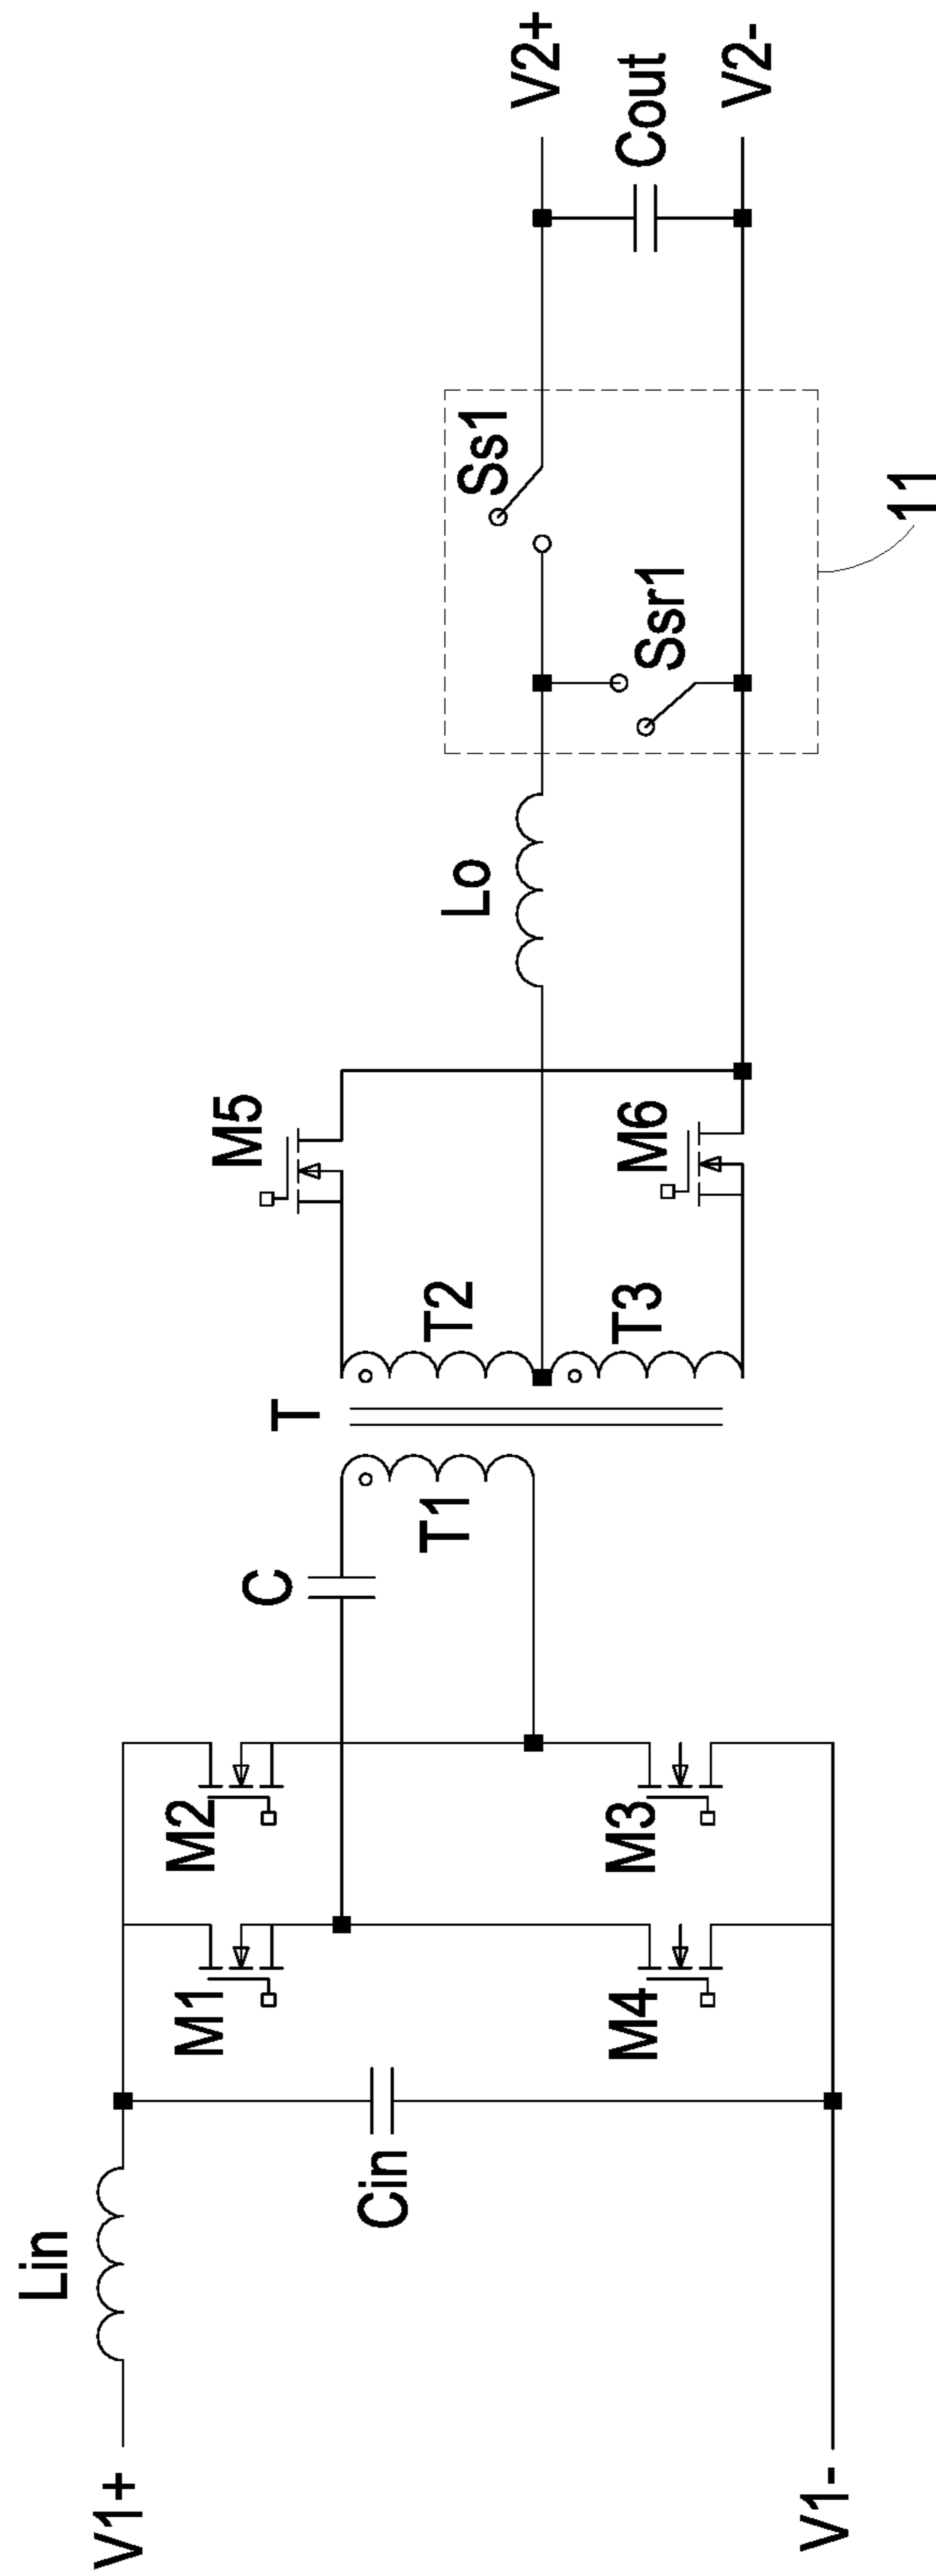 V1+
V1-
Lin
Cin
M1
M4
M2
M3
C
T1
T
T2
T3
M5
M6
Lo
Ssr1
Ss1
11
Cout
V2+
V2-